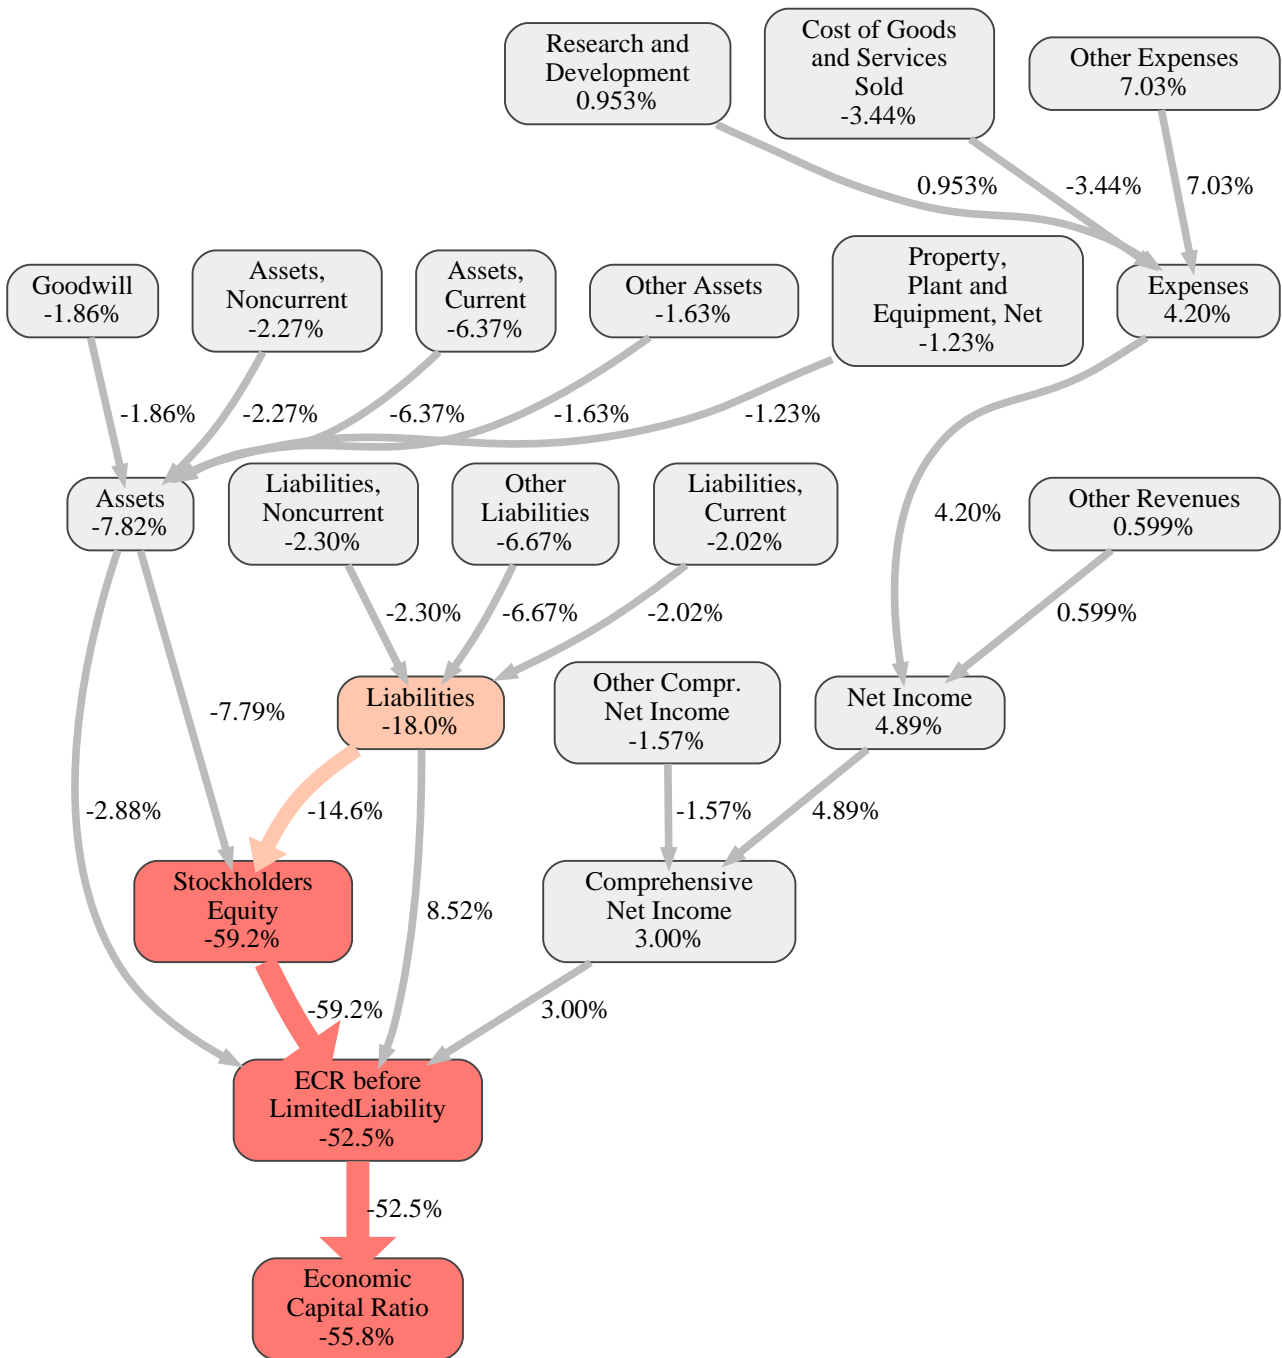 Research and
Development
0.953%
Cost of Goods
and Services
Sold
-3.44%
Other Expenses
7.03%
0.953%
-3.44%
7.03%
Goodwill
-1.86%
Assets,
Noncurrent
-2.27%
Assets,
Current
-6.37%
Other Assets
-1.63%
Property,
Plant and
Equipment, Net
-1.23%
Expenses
4.20%
-1.86%
-2.27%
-6.37%
-1.63%
-1.23%
Assets
-7.82%
Liabilities,
Noncurrent
-2.30%
Other
Liabilities
-6.67%
Liabilities,
Current
-2.02%
4.20%
Other Revenues
0.599%
-2.30%
-6.67%
-2.02%
0.599%
-7.79%
Liabilities
-18.0%
Other Compr.
Net Income
-1.57%
Net Income
4.89%
-2.88%
-14.6%
-1.57%
4.89%
Stockholders
Equity
-59.2%
8.52%
Comprehensive
Net Income
3.00%
-59.2%
3.00%
ECR before
LimitedLiability
-52.5%
-52.5%
Economic
Capital Ratio
-55.8%